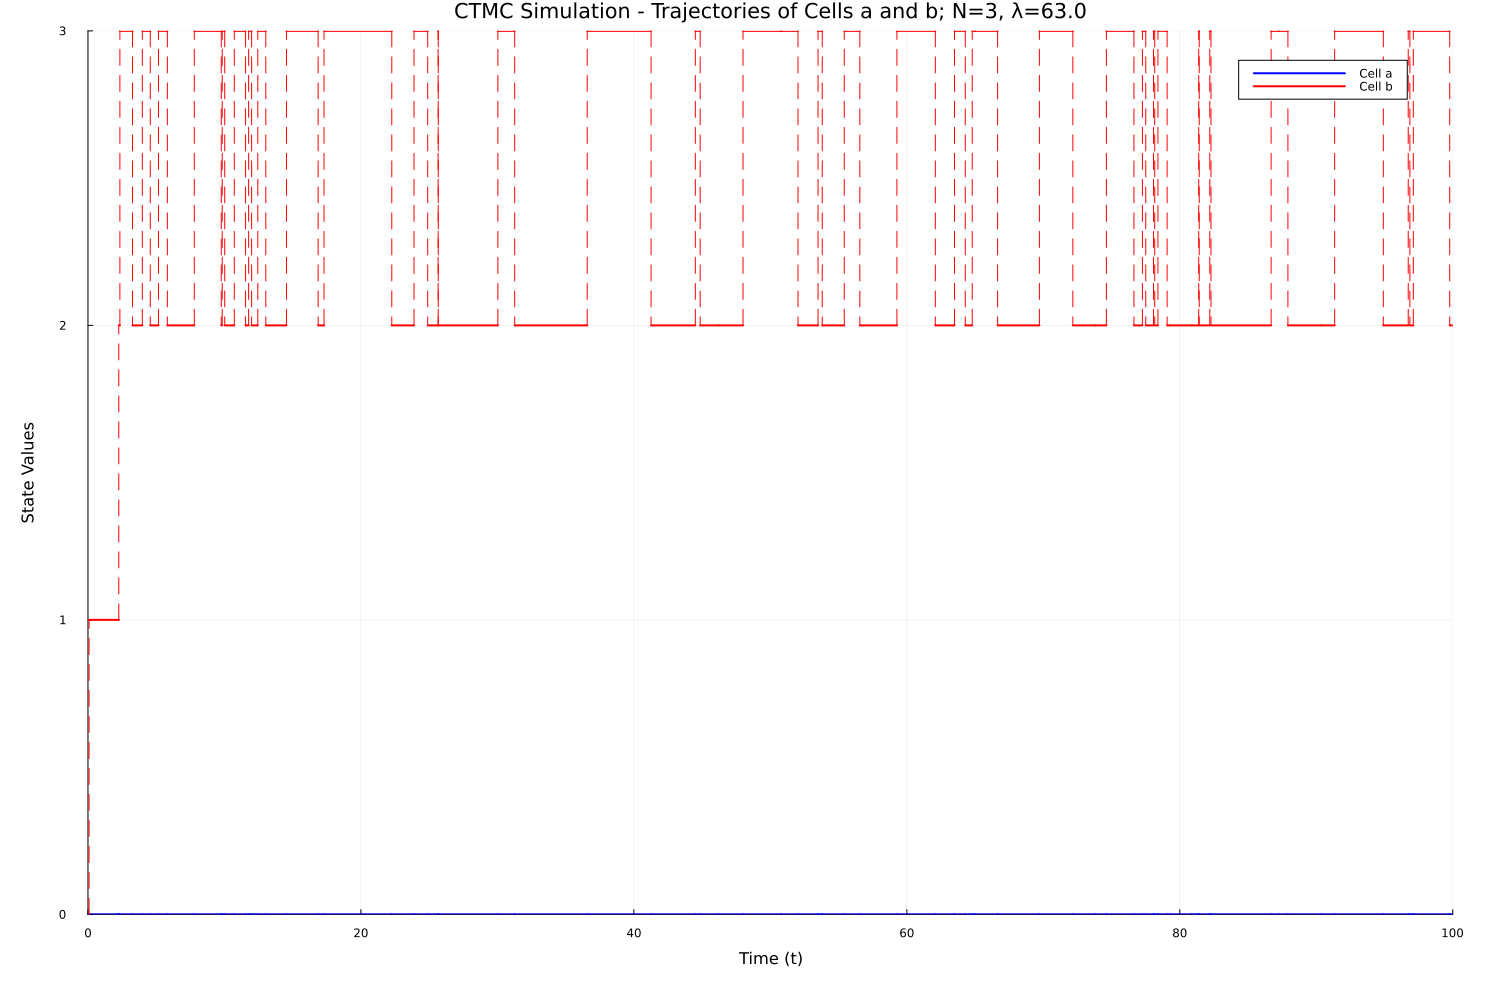 CTMC Simulation - Trajectories of Cells a and b; N=3, λ=63.0
3
Cell a
Cell b
2
State Values
1
0
0 20 40 60 80 100
Time (t)